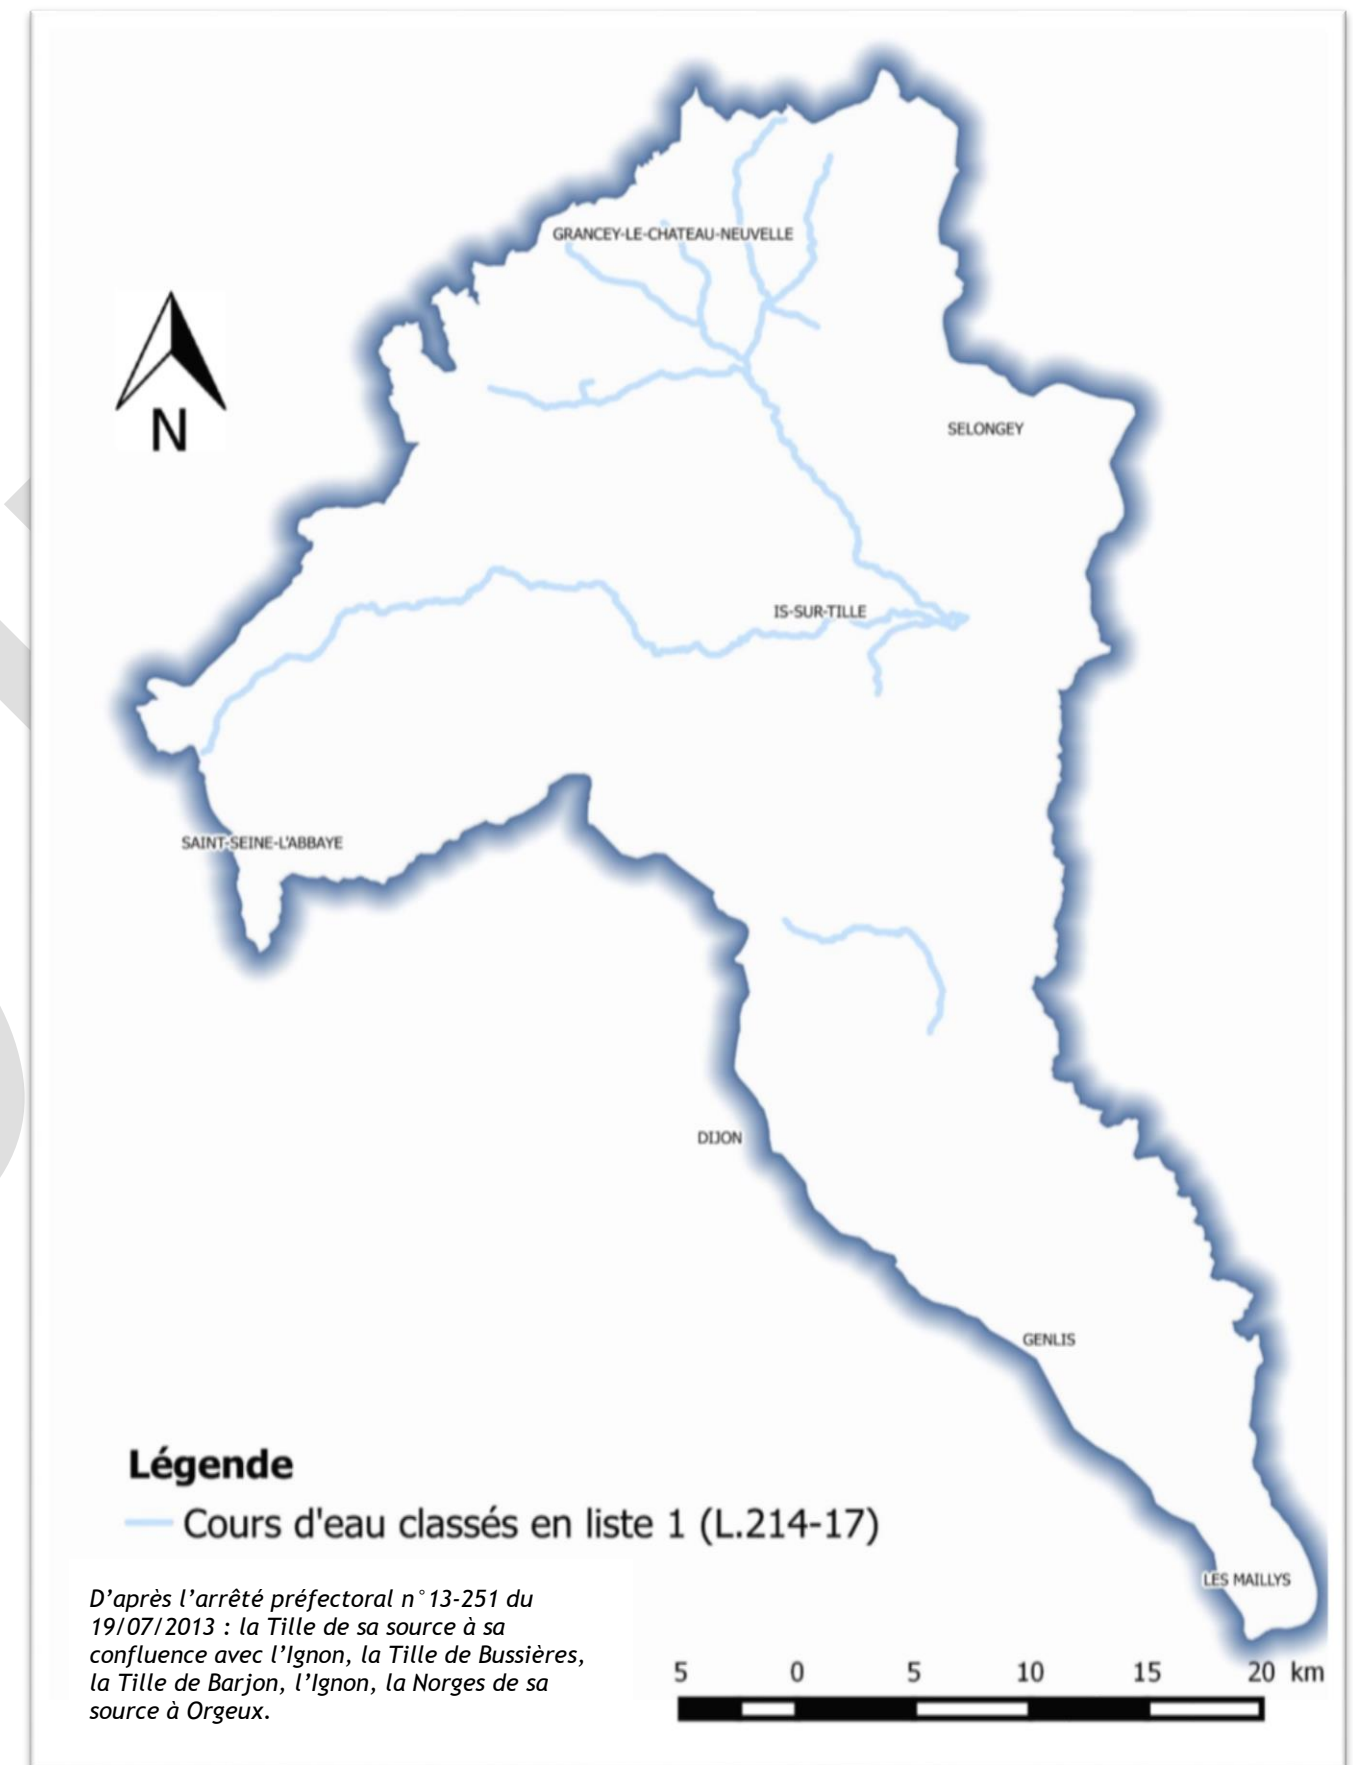 GRANCEY-LE-CHATEAU-NEUVELLE
N
SELONGEY
IS-SUR-TILLE
SAINT-SEINE-L'ABBAYE
DIJON
GENLIS
Légende
Cours d'eau classés en liste 1 (L.214-17)
LES MAILLYS
D'après l'arrêté préfectoral n°13-251 du
19/07/2013 : la Tille de sa source à sa
confluence avec l'Ignon, la Tille de Bussières,
la Tille de Barjon, l'Ignon, la Norges de sa
source à Orgeux.
5 0 5 10 15 20 km